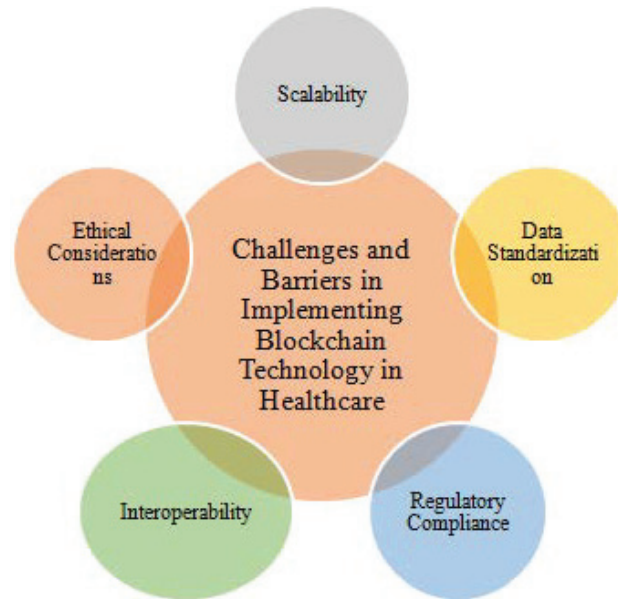 Scalability
Ethical
Consideratio
ns
Challenges and
Barriers in
Implementing
Blockchain
Technology in
Healthcare
Data
Standardizati
on
Interoperability
Regulatory
Compliance